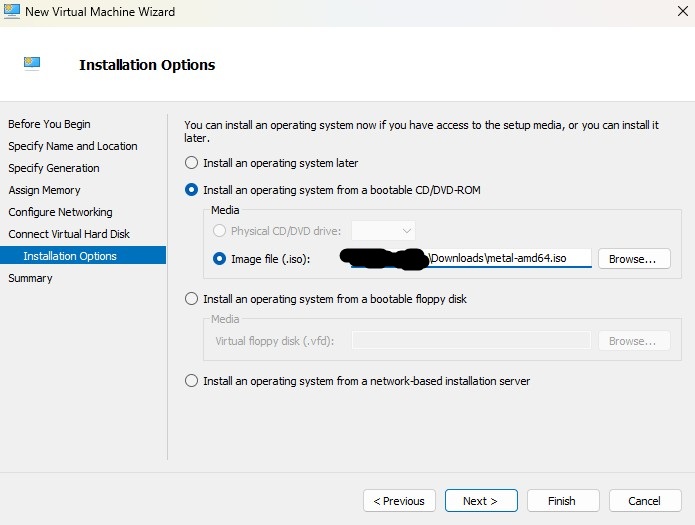 New Virtual Machine Wizard
Installation Options
Before You Begin
Specify Name and Location
Specify Generation
Assign Memory
Configure Networking
Connect Virtual Hard Disk
Installation Options
Summary
You can install an operating system now if you have access to the setup media, or you can install it
later.
Install an operating system later
Install an operating system from a bootable CD/DVD-ROM
Media
Physical CD/DVD drive:
Image file (.iso): \Downloads\metal-amd64.iso Browse...
Install an operating system from a bootable floppy disk
Media
Virtual floppy disk (.vfd): Browse...
Install an operating system from a network-based installation server
< Previous Next > Finish Cancel